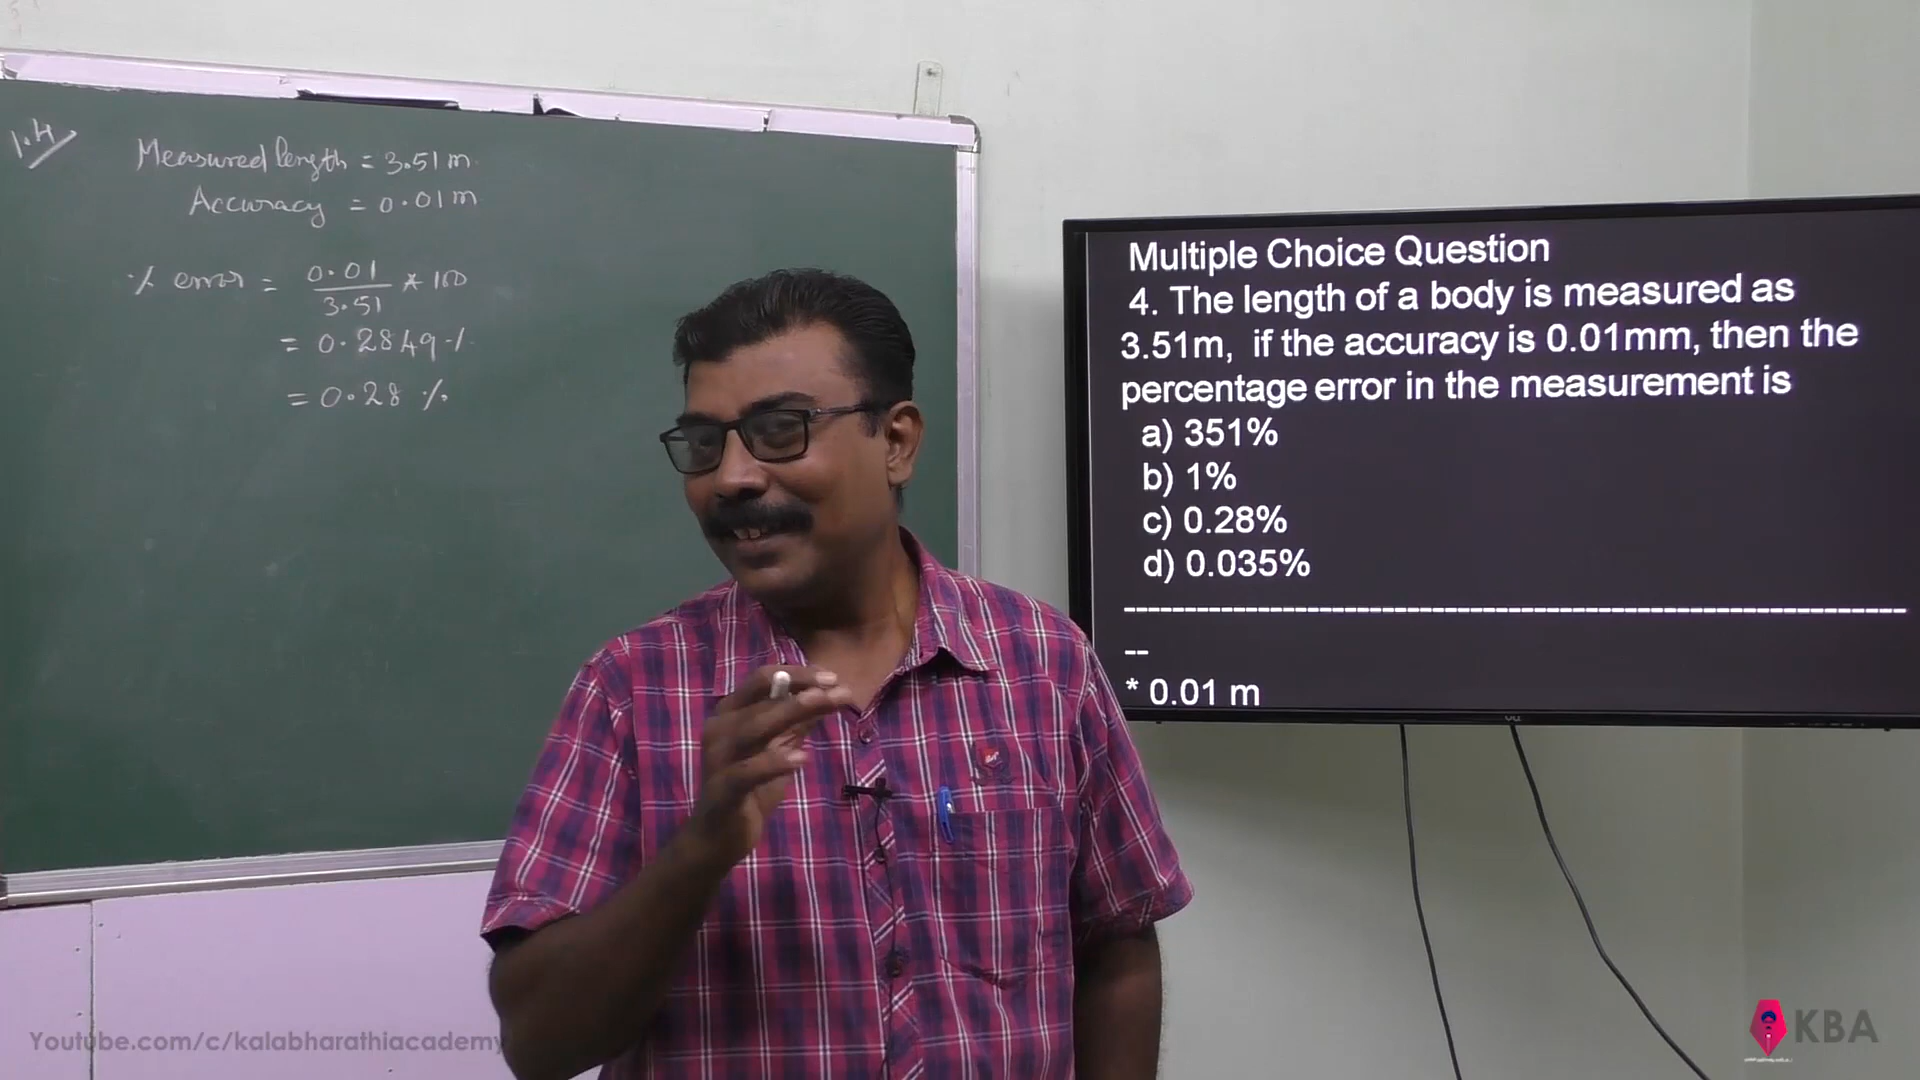 1.4
Measured length = 3.51 m
Accuracy = 0.01 m
% error = 0.01 / 3.51 * 100
= 0.2849 %
= 0.28 %
Multiple Choice Question
4. The length of a body is measured as
3.51m, if the accuracy is 0.01mm, then the
percentage error in the measurement is
a) 351%
b) 1%
c) 0.28%
d) 0.035%
--------------------------------------------------------------
--
* 0.01 m
Youtube.com/c/kalabharathiacademy
KBA